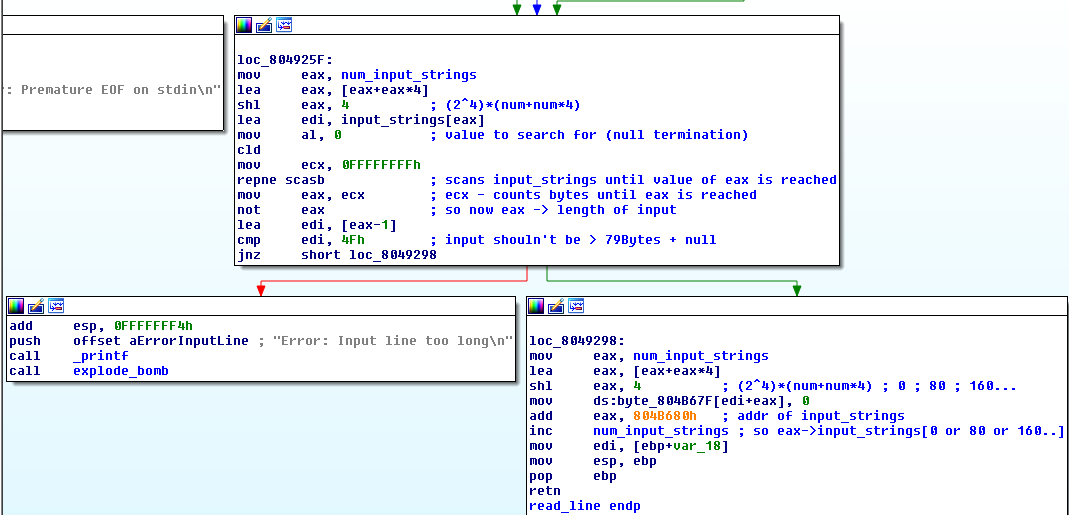 : Premature EOF on stdin\n"
loc_804925F:
mov eax, num_input_strings
lea eax, [eax+eax*4]
shl eax, 4 ; (2^4)*(num+num*4)
lea edi, input_strings[eax]
mov al, 0 ; value to search for (null termination)
cld
mov ecx, 0FFFFFFFFh
repne scasb ; scans input_strings until value of eax is reached
mov eax, ecx ; ecx - counts bytes until eax is reached
not eax ; so now eax -> length of input
lea edi, [eax-1]
cmp edi, 4Fh ; input shouln't be > 79Bytes + null
jnz short loc_8049298
add esp, 0FFFFFFF4h
push offset aErrorInputLine ; "Error: Input line too long\n"
call _printf
call explode_bomb
loc_8049298:
mov eax, num_input_strings
lea eax, [eax+eax*4]
shl eax, 4 ; (2^4)*(num+num*4) ; 0 ; 80 ; 160...
mov ds:byte_804B67F[edi+eax], 0
add eax, 804B680h ; addr of input_strings
inc num_input_strings ; so eax->input_strings[0 or 80 or 160..]
mov edi, [ebp+var_18]
mov esp, ebp
pop ebp
retn
read_line endp